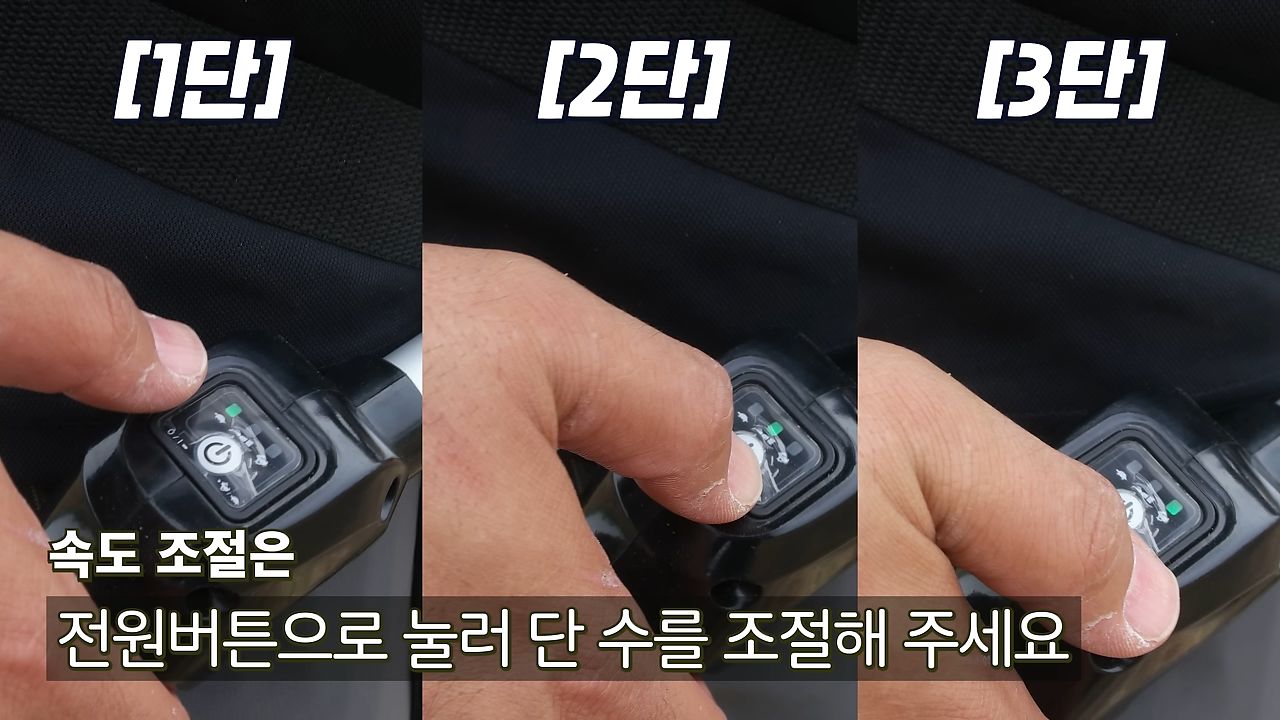 [1단]
[2단]
[3단]
속도 조절은
전원버튼으로 눌러 단 수를 조절해 주세요